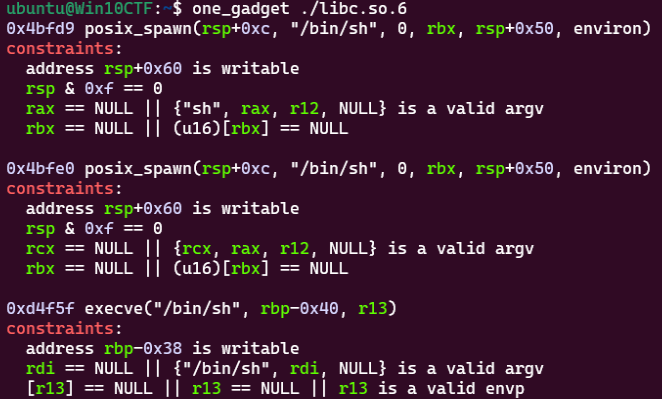 ubuntu@Win10CTF:~$ one_gadget ./libc.so.6
0x4bfd9 posix_spawn(rsp+0xc, "/bin/sh", 0, rbx, rsp+0x50, environ)
constraints:
  address rsp+0x60 is writable
  rsp & 0xf == 0
  rax == NULL || {"sh", rax, r12, NULL} is a valid argv
  rbx == NULL || (u16)[rbx] == NULL

0x4bfe0 posix_spawn(rsp+0xc, "/bin/sh", 0, rbx, rsp+0x50, environ)
constraints:
  address rsp+0x60 is writable
  rsp & 0xf == 0
  rcx == NULL || {rcx, rax, r12, NULL} is a valid argv
  rbx == NULL || (u16)[rbx] == NULL

0xd4f5f execve("/bin/sh", rbp-0x40, r13)
constraints:
  address rbp-0x38 is writable
  rdi == NULL || {"/bin/sh", rdi, NULL} is a valid argv
  [r13] == NULL || r13 == NULL || r13 is a valid envp